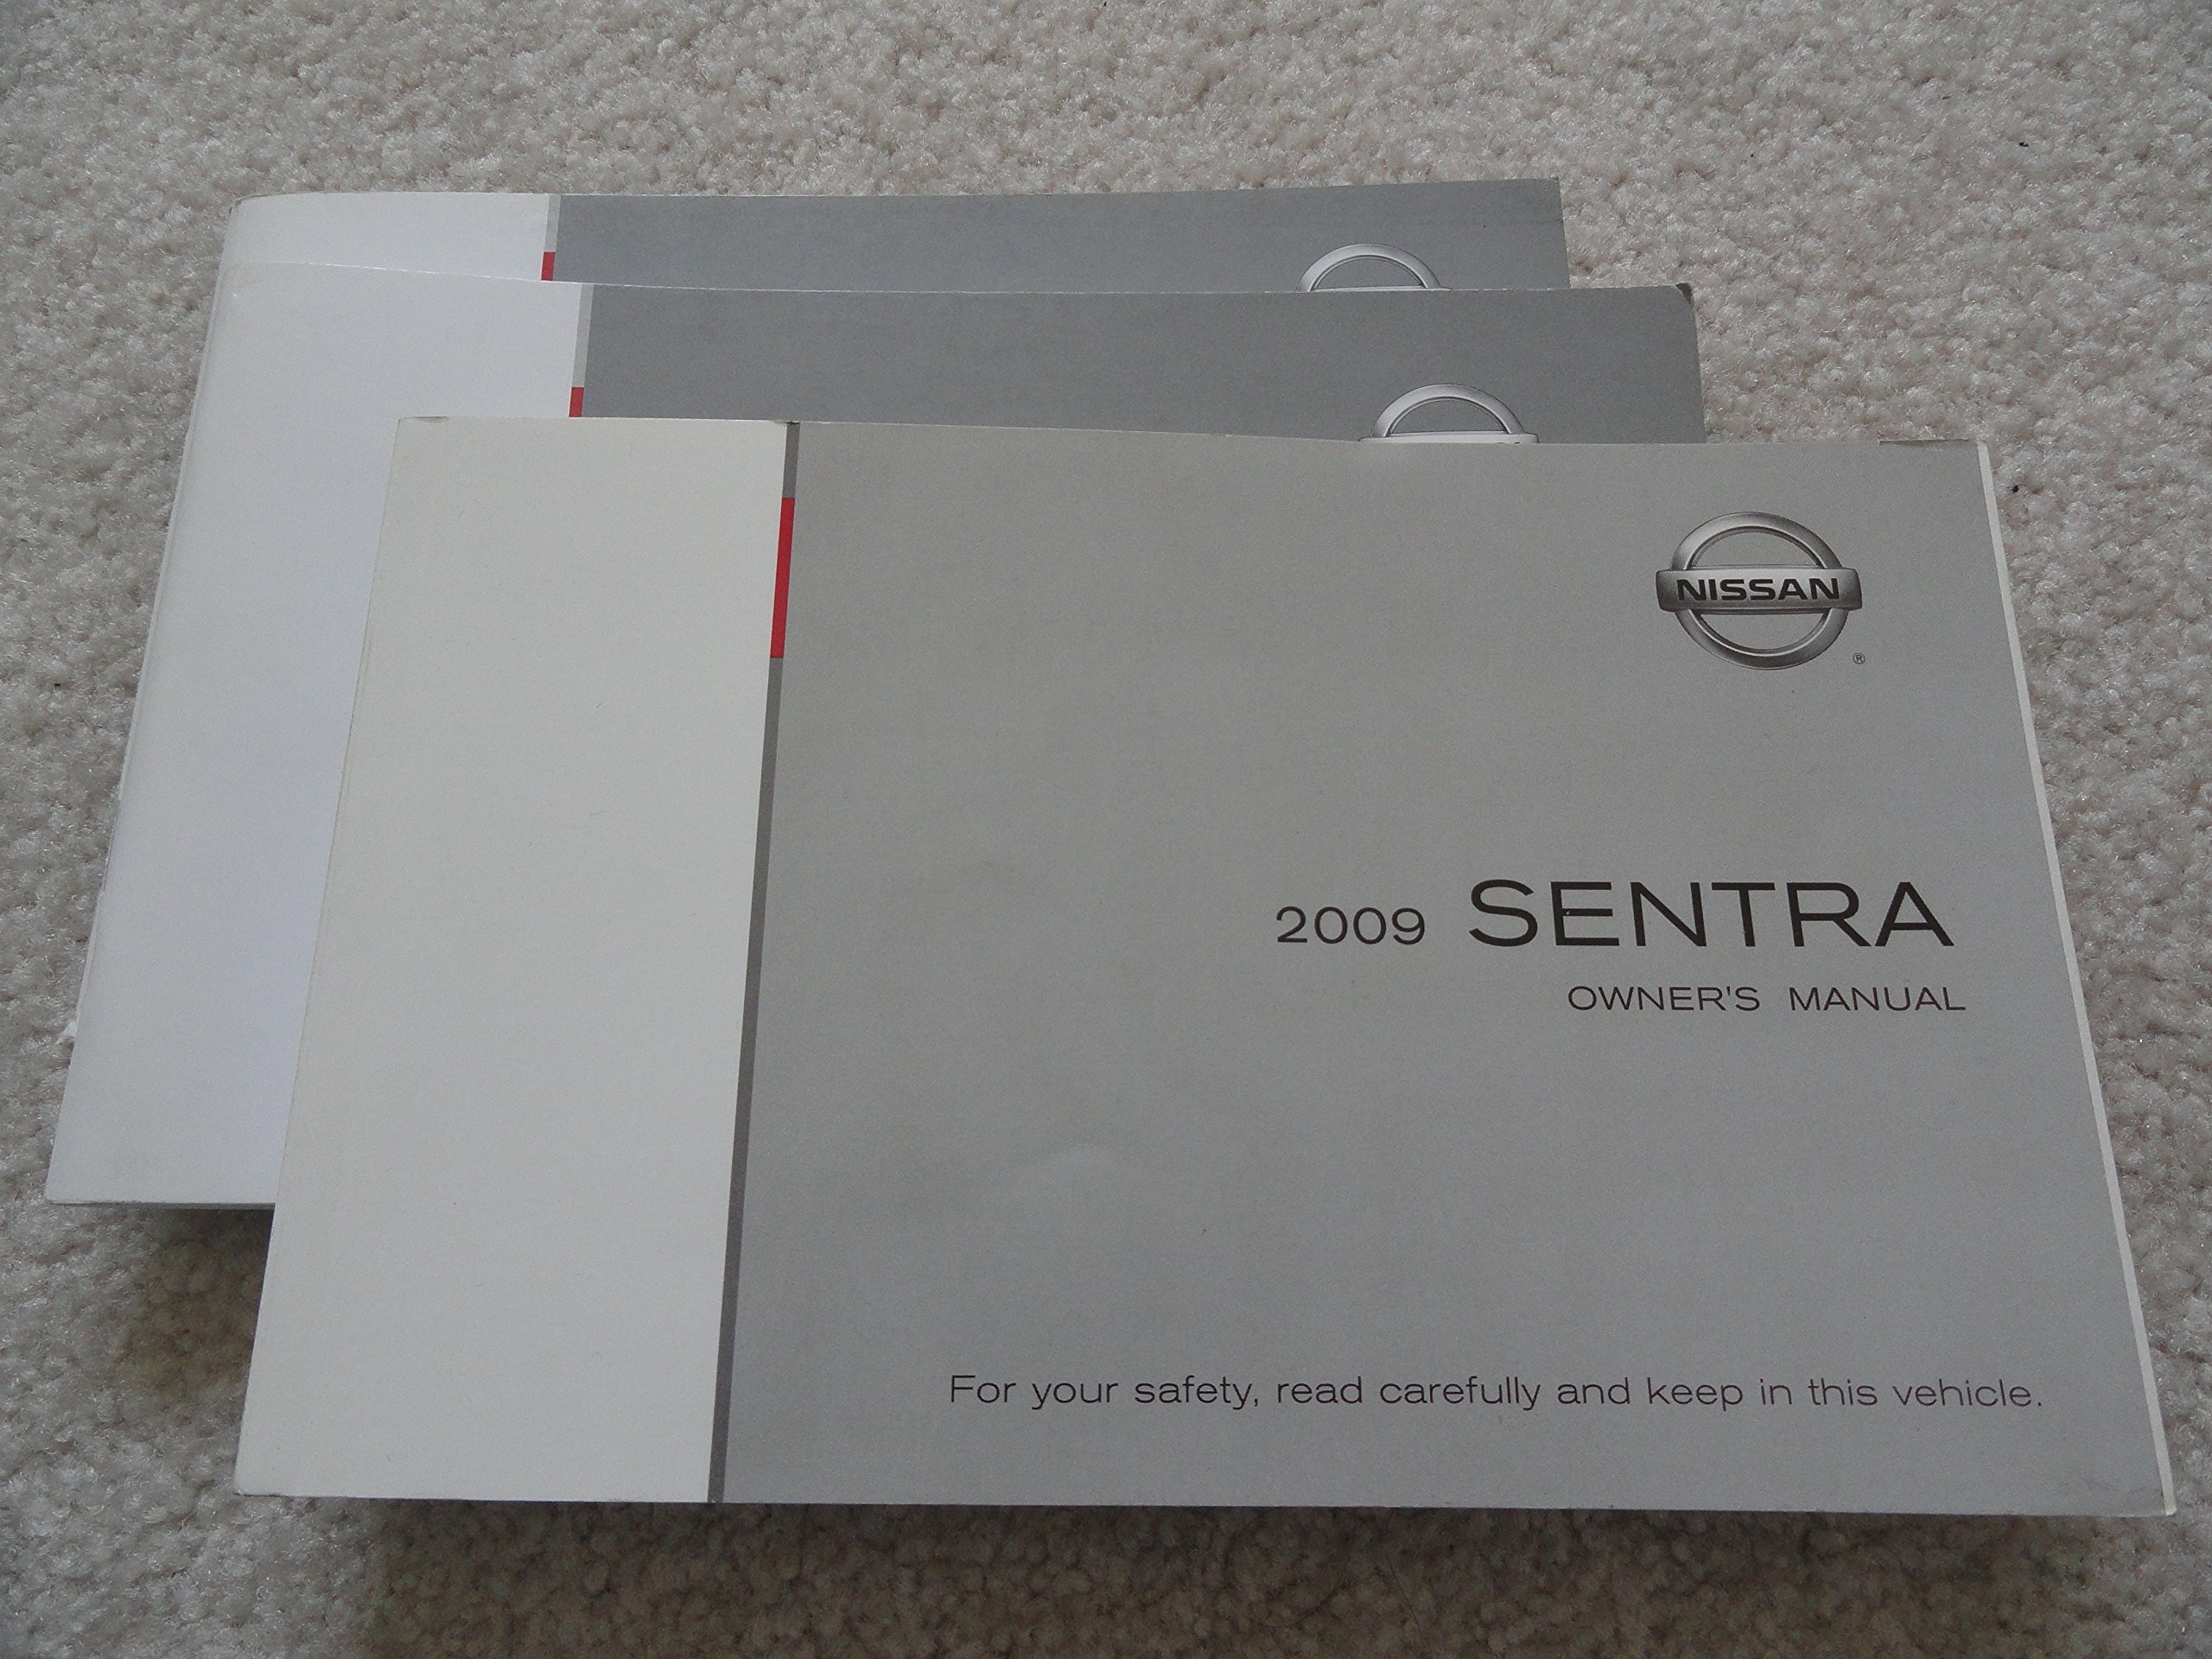 NISSAN
®
2009 SENTRA
OWNER'S MANUAL
For your safety, read carefully and keep in this vehicle.